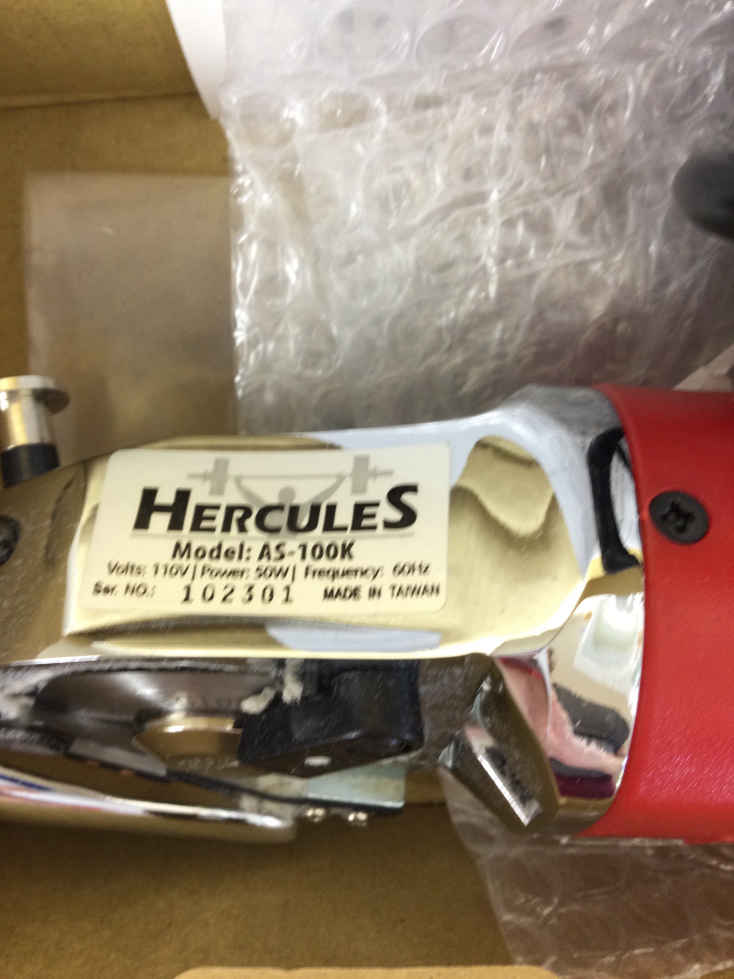 HERCULES
Model: AS-100K
Volts: 110V | Power: 50W | Frequency: 60Hz
Ser. NO.: 102301 MADE IN TAIWAN